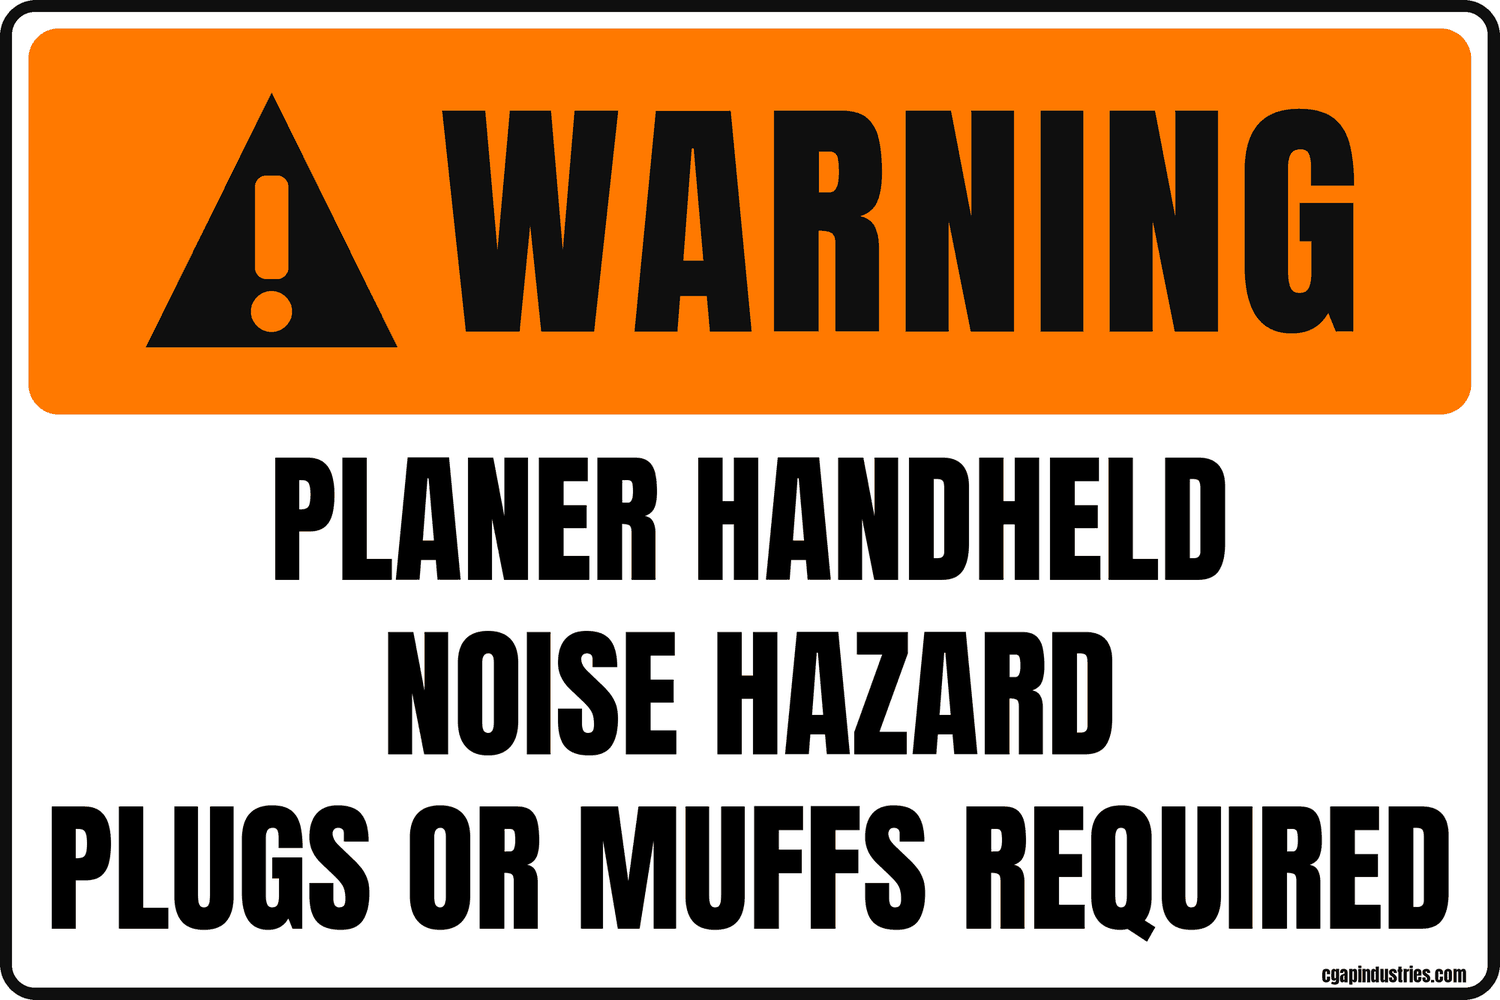 WARNING
PLANER HANDHELD
NOISE HAZARD
PLUGS OR MUFFS REQUIRED
cgapindustries.com